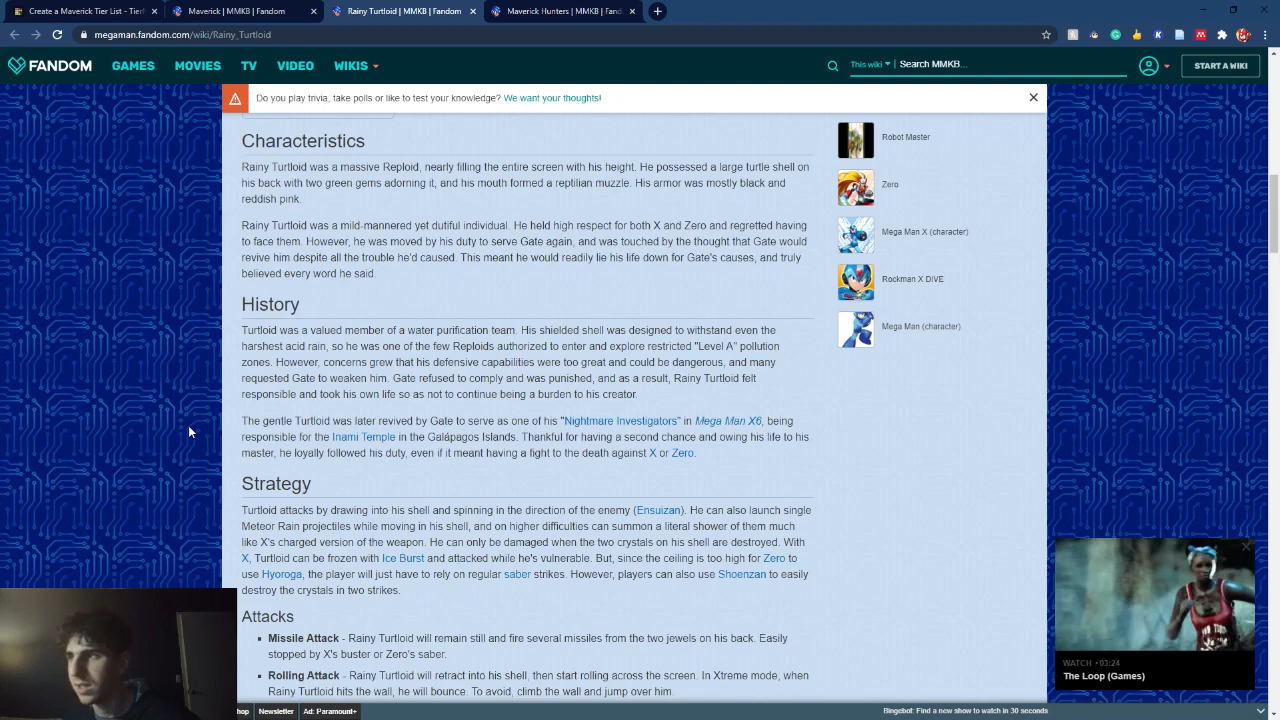 Create a Maverick Tier List - Tier
Maverick | MMKB | Fandom
Rainy Turtloid | MMKB | Fandom
Maverick Hunters | MMKB | Fand
megaman.fandom.com/wiki/Rainy_Turtloid
FANDOM GAMES MOVIES TV VIDEO WIKIS This wiki Search MMKB... START A WIKI
Do you play trivia, take polls or like to test your knowledge? We want your thoughts!
Characteristics
Rainy Turtloid was a massive Reploid, nearly filling the entire screen with his height. He possessed a large turtle shell on
his back with two green gems adorning it, and his mouth formed a reptilian muzzle. His armor was mostly black and
reddish pink.
Rainy Turtloid was a mild-mannered yet dutiful individual. He held high respect for both X and Zero and regretted having
to face them. However, he was moved by his duty to serve Gate again, and was touched by the thought that Gate would
revive him despite all the trouble he'd caused. This meant he would readily lie his life down for Gate's causes, and truly
believed every word he said.
History
Turtloid was a valued member of a water purification team. His shielded shell was designed to withstand even the
harshest acid rain, so he was one of the few Reploids authorized to enter and explore restricted "Level A" pollution
zones. However, concerns grew that his defensive capabilities were too great and could be dangerous, and many
requested Gate to weaken him. Gate refused to comply and was punished, and as a result, Rainy Turtloid felt
responsible and took his own life so as not to continue being a burden to his creator.
The gentle Turtloid was later revived by Gate to serve as one of his "Nightmare Investigators" in Mega Man X6, being
responsible for the Inami Temple in the Galápagos Islands. Thankful for having a second chance and owing his life to his
master, he loyally followed his duty, even if it meant having a fight to the death against X or Zero.
Strategy
Turtloid attacks by drawing into his shell and spinning in the direction of the enemy (Ensuizan). He can also launch single
Meteor Rain projectiles while moving in his shell, and on higher difficulties can summon a literal shower of them much
like X's charged version of the weapon. He can only be damaged when the two crystals on his shell are destroyed. With
X, Turtloid can be frozen with Ice Burst and attacked while he's vulnerable. But, since the ceiling is too high for Zero to
use Hyoroga, the player will just have to rely on regular saber strikes. However, players can also use Shoenzan to easily
destroy the crystals in two strikes.
Attacks
Missile Attack - Rainy Turtloid will remain still and fire several missiles from the two jewels on his back. Easily
stopped by X's buster or Zero's saber.
Rolling Attack - Rainy Turtloid will retract into his shell, then start rolling across the screen. In Xtreme mode, when
Rainy Turtloid hits the wall, he will bounce. To avoid, climb the wall and jump over him.
Robot Master
Zero
Mega Man X (character)
Rockman X DiVE
Mega Man (character)
WATCH • 03:24
The Loop (Games)
hop Newsletter Ad: Paramount+ Bingebot: Find a new show to watch in 30 seconds